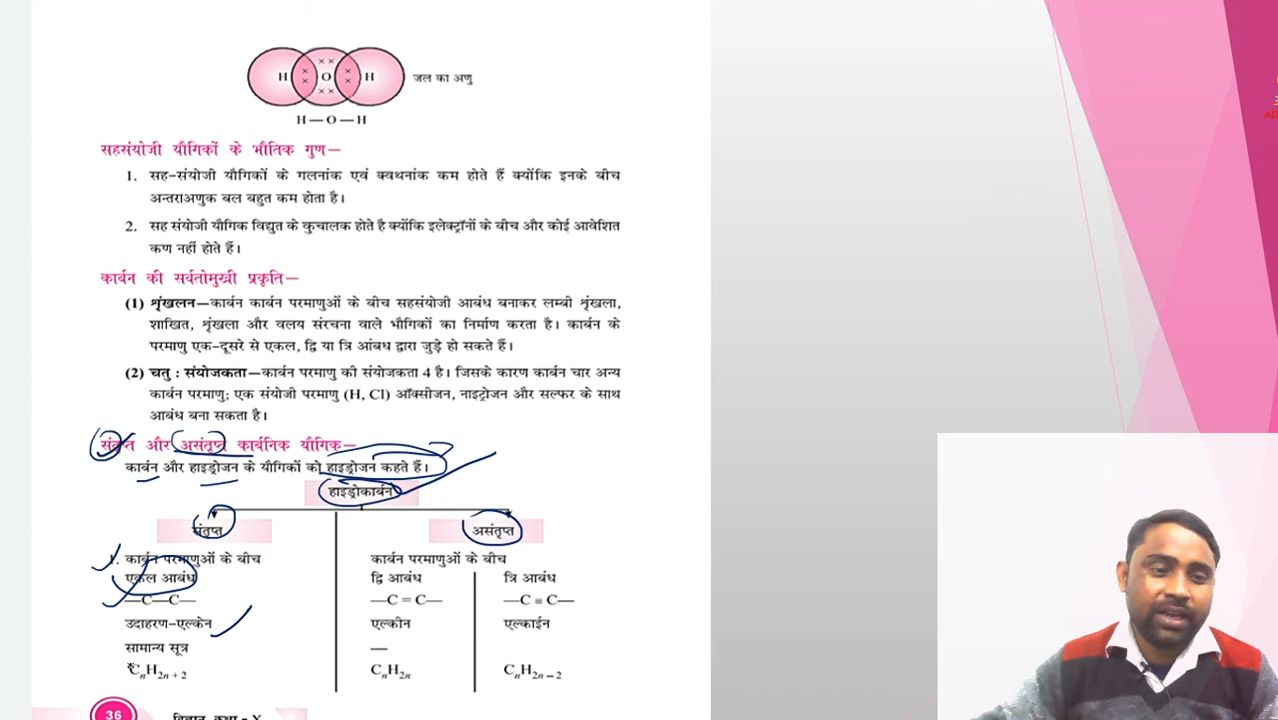 H O H जल का अणु
H — O — H
सहसंयोजी यौगिकों के भौतिक गुण—
1. सह-संयोजी यौगिकों के गलनांक एवं क्वथनांक कम होते हैं क्योंकि इनके बीच
अन्तराअणुक बल बहुत कम होता है।
2. सह संयोजी यौगिक विद्युत के कुचालक होते है क्योंकि इलेक्ट्रॉनों के बीच और कोई आवेशित
कण नहीं होते हैं।
कार्बन की सर्वतोमुखी प्रकृति—
(1) शृंखलन—कार्बन कार्बन परमाणुओं के बीच सहसंयोजी आबंध बनाकर लम्बी शृंखला,
शाखित, शृंखला और वलय संरचना वाले भौगिकों का निर्माण करता है। कार्बन के
परमाणु एक-दूसरे से एकल, द्वि या त्रि आंबध द्वारा जुड़े हो सकते हैं।
(2) चतु : संयोजकता—कार्बन परमाणु की संयोजकता 4 है। जिसके कारण कार्बन चार अन्य
कार्बन परमाणु; एक संयोजी परमाणु (H, Cl) ऑक्सीजन, नाइट्रोजन और सल्फर के साथ
आबंध बना सकता है।
संतृप्त और असंतृप्त कार्बनिक यौगिक—
कार्बन और हाइड्रोजन के यौगिकों को हाइड्रोजन कहते हैं।
हाइड्रोकार्बन
संतृप्त असंतृप्त
1. कार्बन परमाणुओं के बीच कार्बन परमाणुओं के बीच
एकल आबंध द्वि आबंध त्रि आबंध
—C—C— —C = C— —C ≡ C—
उदाहरण-एल्केन एल्कीन एल्काईन
सामान्य सूत्र —
CnH2n + 2 CnH2n CnH2n – 2
36 विज्ञान कक्षा – X